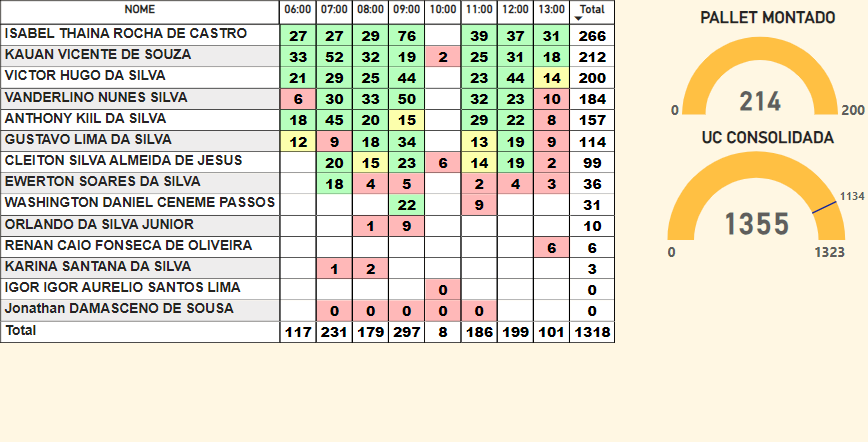 NOME 06:00 07:00 08:00 09:00 10:00 11:00 12:00 13:00 Total
ISABEL THAINA ROCHA DE CASTRO 27 27 29 76 39 37 31 266
KAUAN VICENTE DE SOUZA 33 52 32 19 2 25 31 18 212
VICTOR HUGO DA SILVA 21 29 25 44 23 44 14 200
VANDERLINO NUNES SILVA 6 30 33 50 32 23 10 184
ANTHONY KIIL DA SILVA 18 45 20 15 29 22 8 157
GUSTAVO LIMA DA SILVA 12 9 18 34 13 19 9 114
CLEITON SILVA ALMEIDA DE JESUS 20 15 23 6 14 19 2 99
EWERTON SOARES DA SILVA 18 4 5 2 4 3 36
WASHINGTON DANIEL CENEME PASSOS 22 9 31
ORLANDO DA SILVA JUNIOR 1 9 10
RENAN CAIO FONSECA DE OLIVEIRA 6 6
KARINA SANTANA DA SILVA 1 2 3
IGOR IGOR AURELIO SANTOS LIMA 0 0
Jonathan DAMASCENO DE SOUSA 0 0 0 0 0 0
Total 117 231 179 297 8 186 199 101 1318
PALLET MONTADO
214
0 200
UC CONSOLIDADA
1134
1355
0 1323